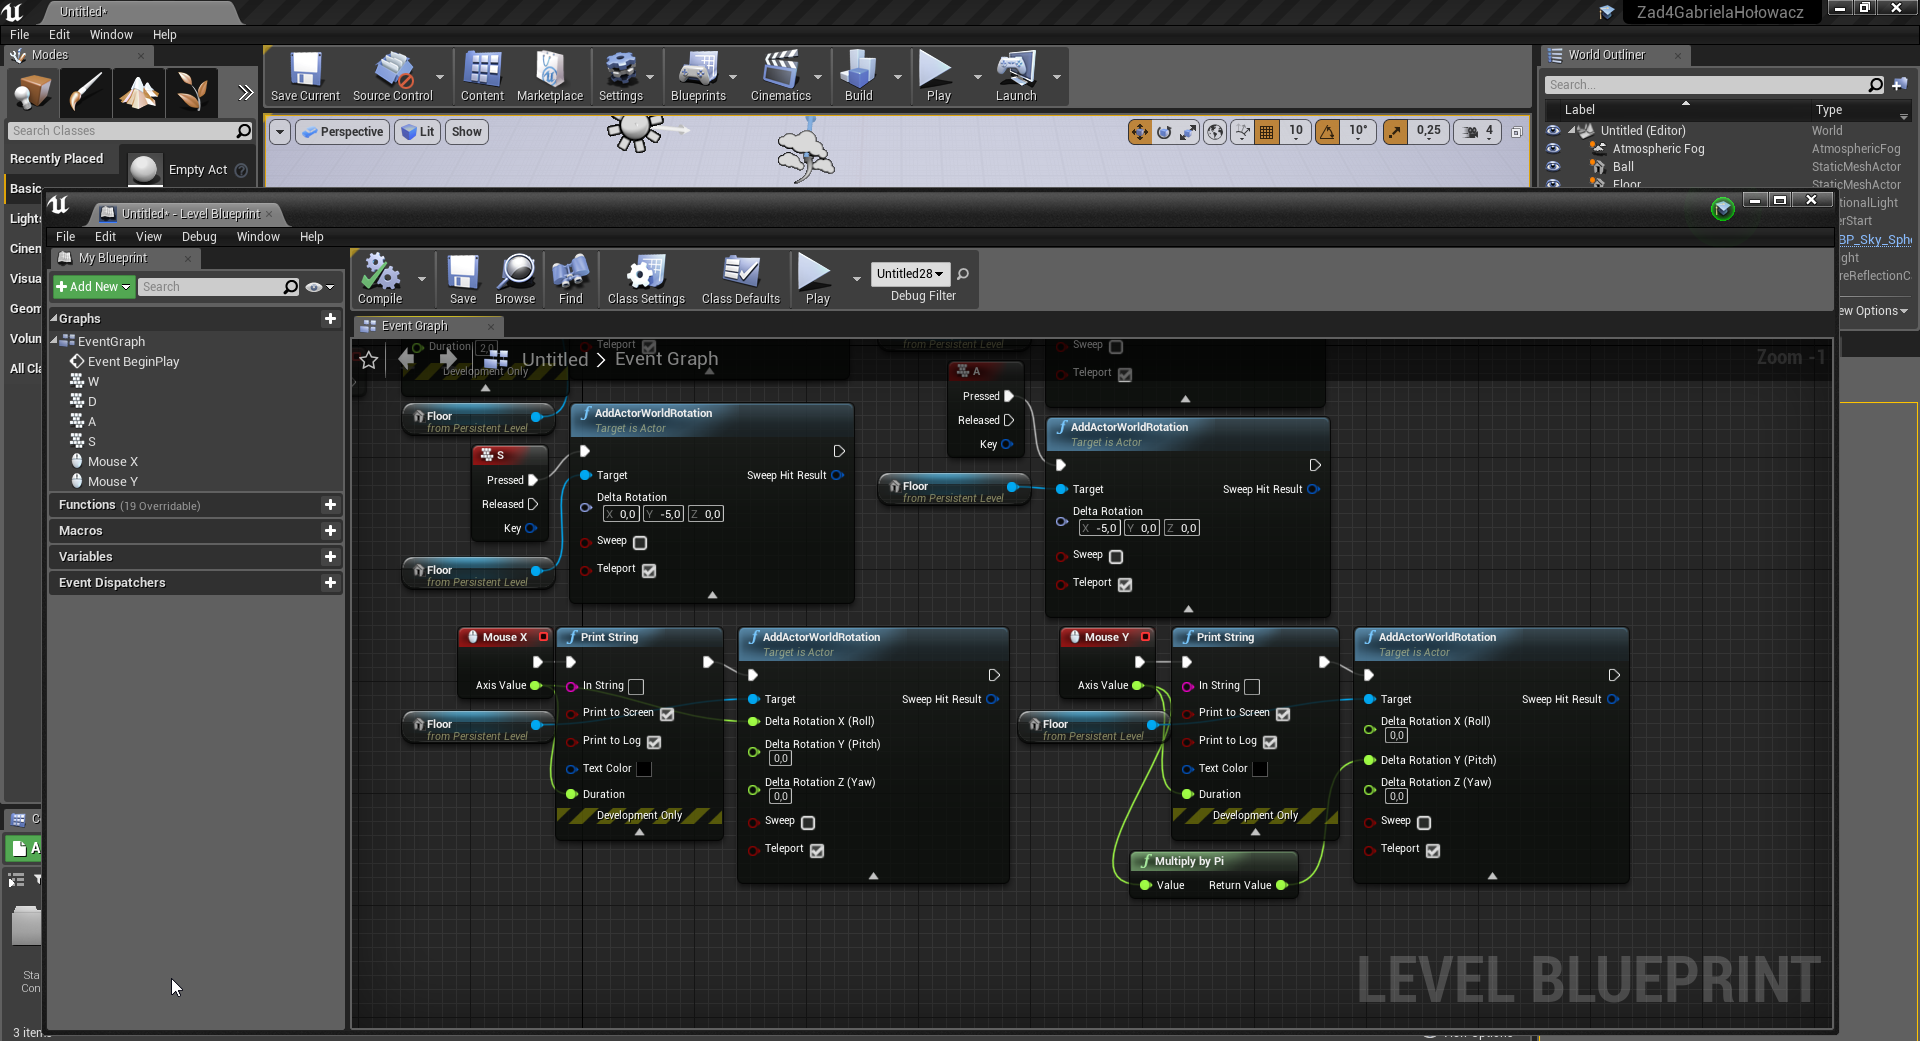 Untitled*
Zad4GabrielaHołowacz
File Edit Window Help
Modes
World Outliner
Save Current Source Control Content Marketplace Settings Blueprints Cinematics Build Play Launch
Search...
Label Type
Search Classes
Perspective Lit Show
10 10° 0,25 4
Untitled (Editor) World
Atmospheric Fog AtmosphericFog
Recently Placed
Empty Act
Ball StaticMeshActor
Floor StaticMeshActor
Basic
Untitled* - Level Blueprint
tionalLight
erStart
BP_Sky_Sph
ght
reReflectionC
ew Options
Lights
Cinem
Visua
Geom
Volun
All Cla
File Edit View Debug Window Help
My Blueprint
Add New Search
Compile Save Browse Find Class Settings Class Defaults Play
Untitled28
Debug Filter
Graphs
EventGraph
Event BeginPlay
W
D
A
S
Mouse X
Mouse Y
Functions (19 Overridable)
Macros
Variables
Event Dispatchers
Event Graph
Untitled > Event Graph
Zoom -1
Duration 2,0
Development Only
Teleport
Sweep
Teleport
Floor
from Persistent Level
AddActorWorldRotation
Target is Actor
S
Pressed
Released
Key
Target Sweep Hit Result
Delta Rotation
X 0,0 Y -5,0 Z 0,0
Sweep
Teleport
Floor
from Persistent Level
A
Pressed
Released
Key
Floor
from Persistent Level
AddActorWorldRotation
Target is Actor
Target Sweep Hit Result
Delta Rotation
X -5,0 Y 0,0 Z 0,0
Sweep
Teleport
Mouse X
Axis Value
Floor
from Persistent Level
Print String
In String
Print to Screen
Print to Log
Text Color
Duration
Development Only
AddActorWorldRotation
Target is Actor
Target Sweep Hit Result
Delta Rotation X (Roll)
Delta Rotation Y (Pitch)
0,0
Delta Rotation Z (Yaw)
0,0
Sweep
Teleport
Mouse Y
Axis Value
Floor
from Persistent Level
Print String
In String
Print to Screen
Print to Log
Text Color
Duration
Development Only
Multiply by Pi
Value Return Value
AddActorWorldRotation
Target is Actor
Target Sweep Hit Result
Delta Rotation X (Roll)
0,0
Delta Rotation Y (Pitch)
Delta Rotation Z (Yaw)
0,0
Sweep
Teleport
LEVEL BLUEPRINT
C
A
Sta
Con
3 item